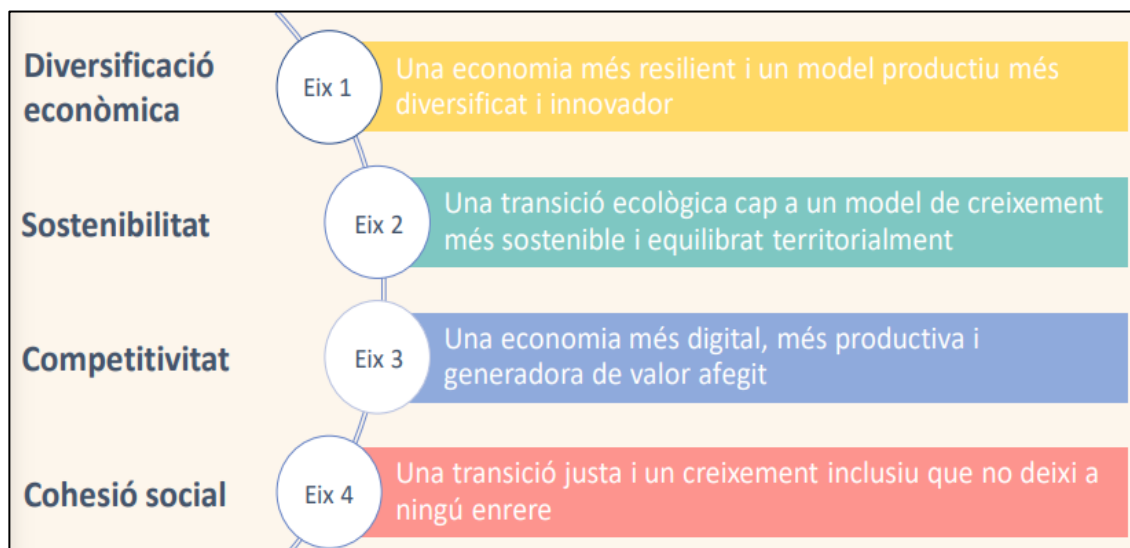 Diversificació
econòmica
Eix 1
Una economia més resilient i un model productiu més
diversificat i innovador
Sostenibilitat
Eix 2
Una transició ecològica cap a un model de creixement
més sostenible i equilibrat territorialment
Competitivitat
Eix 3
Una economia més digital, més productiva i
generadora de valor afegit
Cohesió social
Eix 4
Una transició justa i un creixement inclusiu que no deixi a
ningú enrere